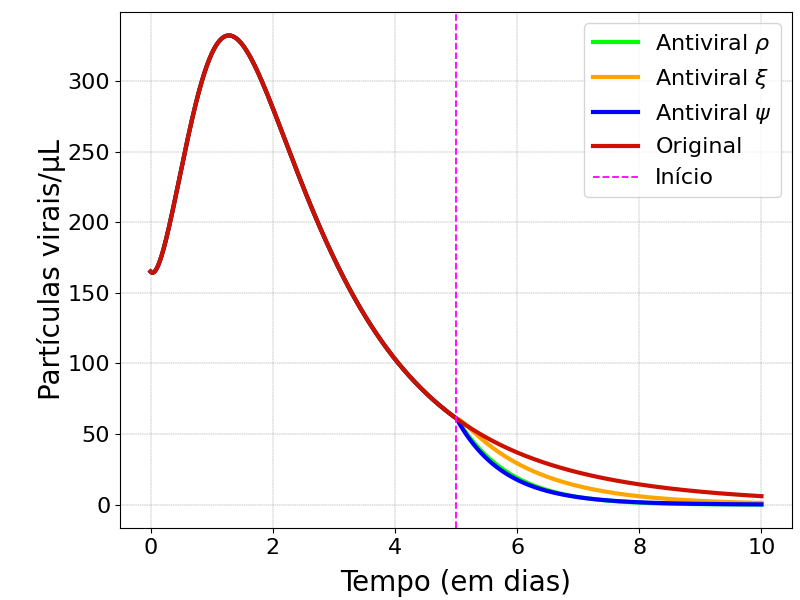 Antiviral ρ
Antiviral ξ
Antiviral ψ
Original
Início
Partículas virais/µL
300
250
200
150
100
50
0
0 2 4 6 8 10
Tempo (em dias)